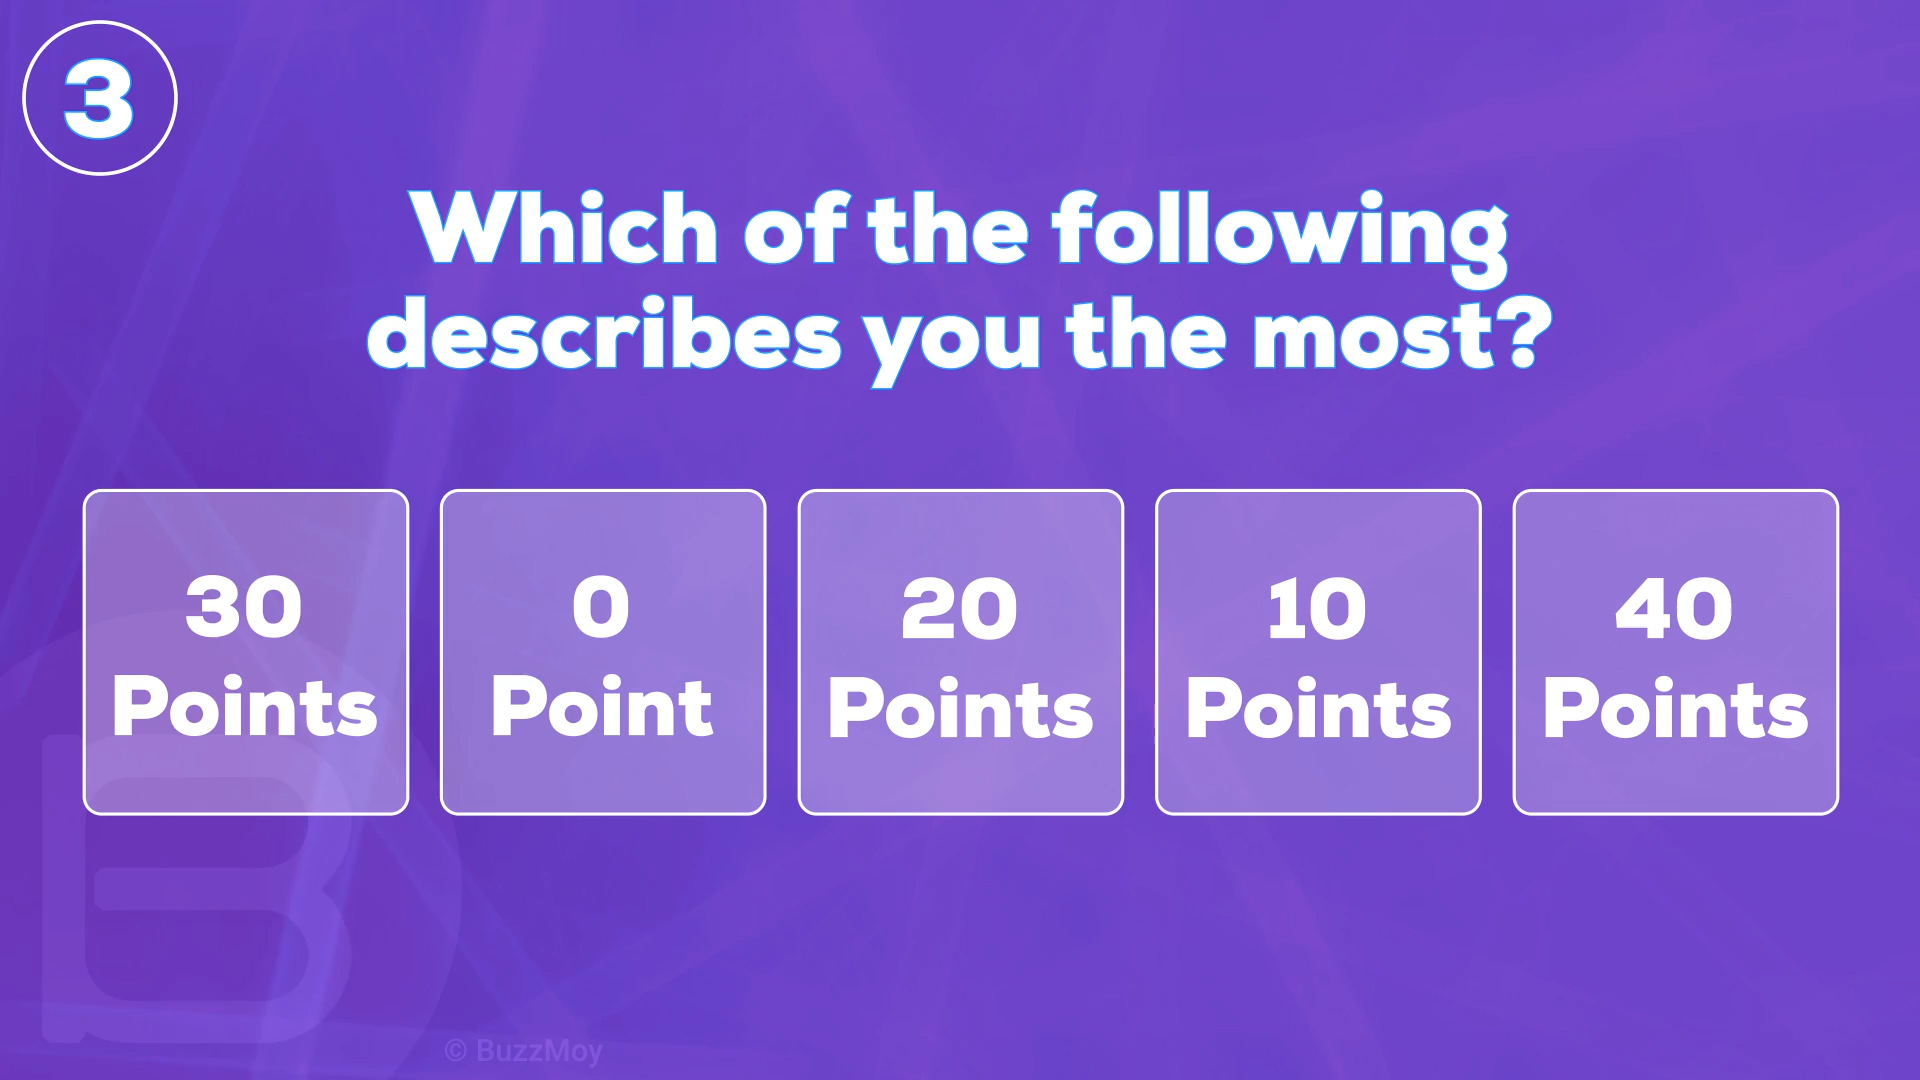 3
Which of the following
describes you the most?
30
Points
0
Point
20
Points
10
Points
40
Points
© BuzzMoy